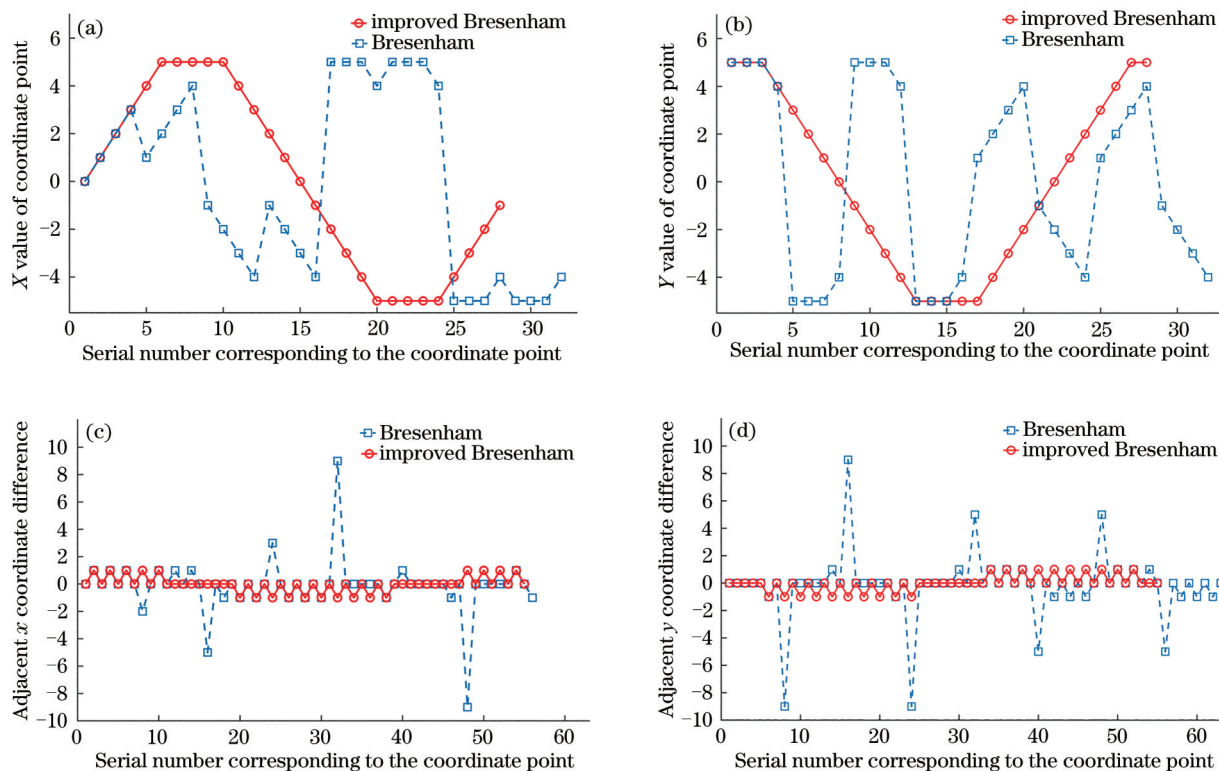 (a)
improved Bresenham
Bresenham
6
4
2
0
−2
−4
X value of coordinate point
0 5 10 15 20 25 30
Serial number corresponding to the coordinate point
(b)
improved Bresenham
Bresenham
6
4
2
0
−2
−4
Y value of coordinate point
0 5 10 15 20 25 30
Serial number corresponding to the coordinate point
(c)
Bresenham
improved Bresenham
10
8
6
4
2
0
−2
−4
−6
−8
−10
Adjacent x coordinate difference
0 10 20 30 40 50 60
Serial number corresponding to the coordinate point
(d)
Bresenham
improved Bresenham
10
8
6
4
2
0
−2
−4
−6
−8
−10
Adjacent y coordinate difference
0 10 20 30 40 50 60
Serial number corresponding to the coordinate point